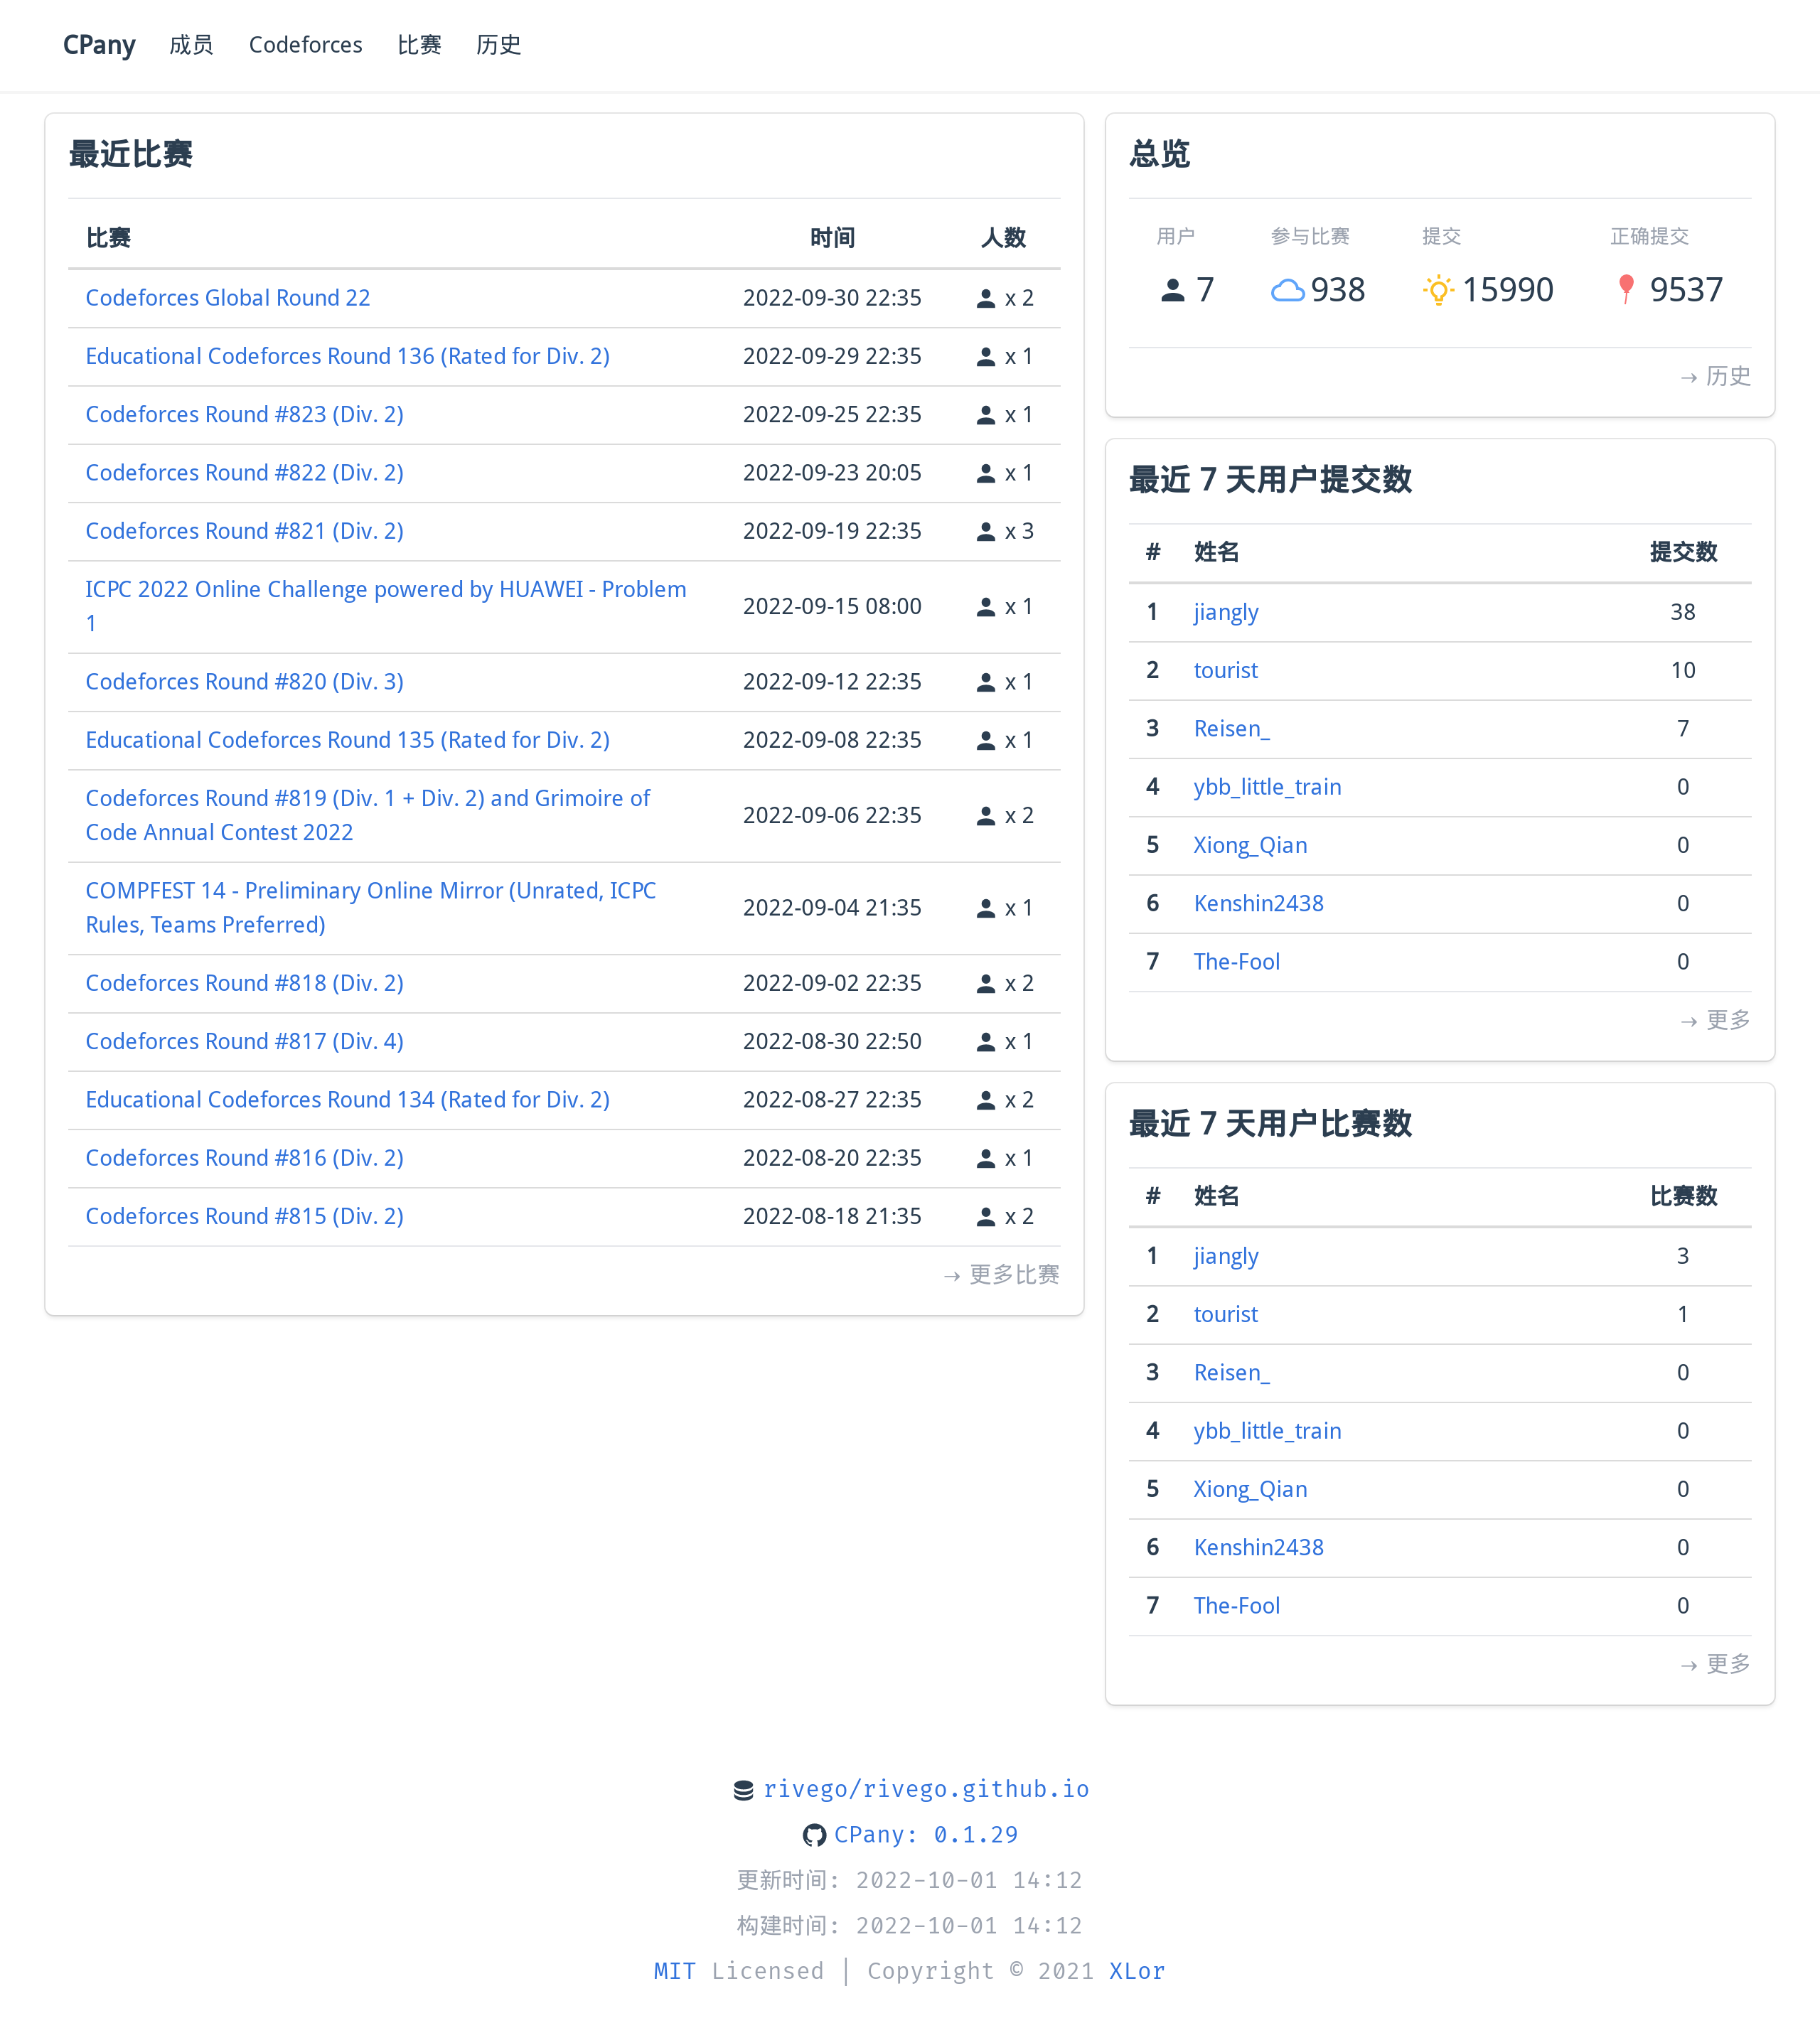 CPany 成员 Codeforces 比赛 历史
最近比赛
比赛 时间 人数
Codeforces Global Round 22 2022-09-30 22:35 x 2
Educational Codeforces Round 136 (Rated for Div. 2) 2022-09-29 22:35 x 1
Codeforces Round #823 (Div. 2) 2022-09-25 22:35 x 1
Codeforces Round #822 (Div. 2) 2022-09-23 20:05 x 1
Codeforces Round #821 (Div. 2) 2022-09-19 22:35 x 3
ICPC 2022 Online Challenge powered by HUAWEI - Problem
1 2022-09-15 08:00 x 1
Codeforces Round #820 (Div. 3) 2022-09-12 22:35 x 1
Educational Codeforces Round 135 (Rated for Div. 2) 2022-09-08 22:35 x 1
Codeforces Round #819 (Div. 1 + Div. 2) and Grimoire of
Code Annual Contest 2022 2022-09-06 22:35 x 2
COMPFEST 14 - Preliminary Online Mirror (Unrated, ICPC
Rules, Teams Preferred) 2022-09-04 21:35 x 1
Codeforces Round #818 (Div. 2) 2022-09-02 22:35 x 2
Codeforces Round #817 (Div. 4) 2022-08-30 22:50 x 1
Educational Codeforces Round 134 (Rated for Div. 2) 2022-08-27 22:35 x 2
Codeforces Round #816 (Div. 2) 2022-08-20 22:35 x 1
Codeforces Round #815 (Div. 2) 2022-08-18 21:35 x 2
→ 更多比赛
总览
用户 参与比赛 提交 正确提交
7 938 15990 9537
→ 历史
最近 7 天用户提交数
# 姓名 提交数
1 jiangly 38
2 tourist 10
3 Reisen_ 7
4 ybb_little_train 0
5 Xiong_Qian 0
6 Kenshin2438 0
7 The-Fool 0
→ 更多
最近 7 天用户比赛数
# 姓名 比赛数
1 jiangly 3
2 tourist 1
3 Reisen_ 0
4 ybb_little_train 0
5 Xiong_Qian 0
6 Kenshin2438 0
7 The-Fool 0
→ 更多
rivego/rivego.github.io
CPany: 0.1.29
更新时间: 2022-10-01 14:12
构建时间: 2022-10-01 14:12
MIT Licensed | Copyright © 2021 XLor